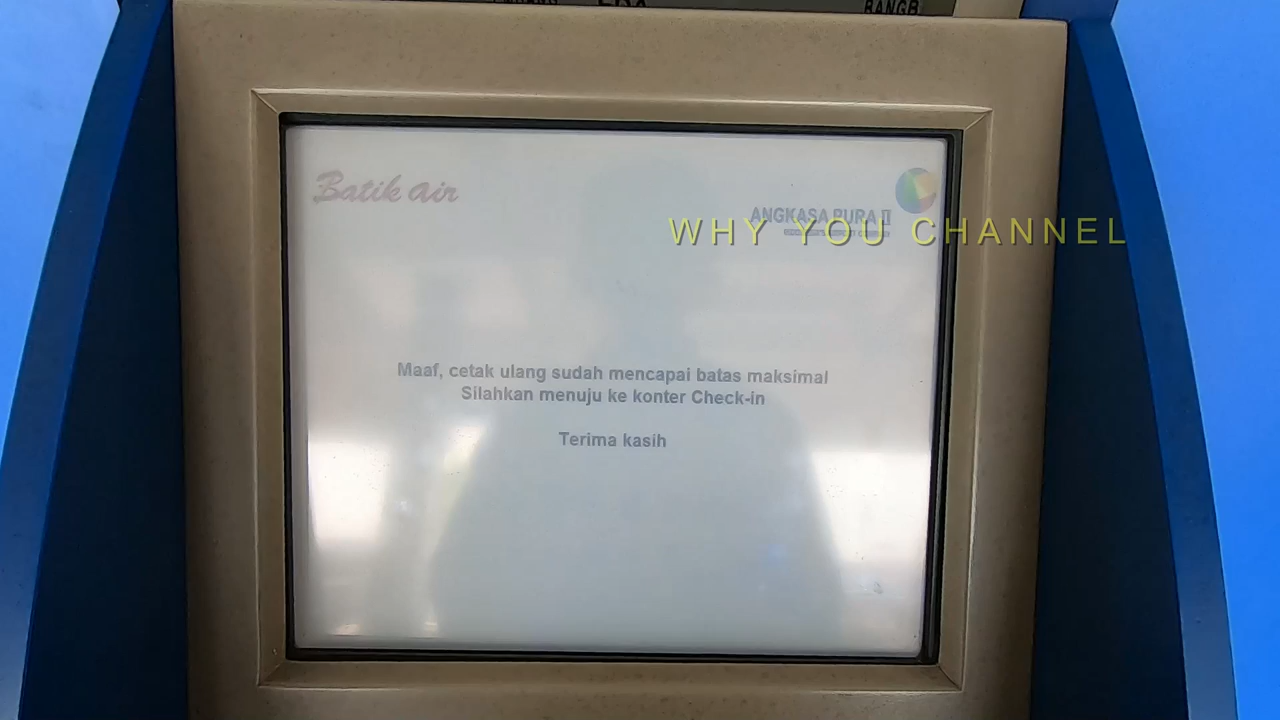 BANGB
Batik air
ANGKASA PURA II
WHY YOU CHANNEL
Maaf, cetak ulang sudah mencapai batas maksimal
Silahkan menuju ke konter Check-in
Terima kasih